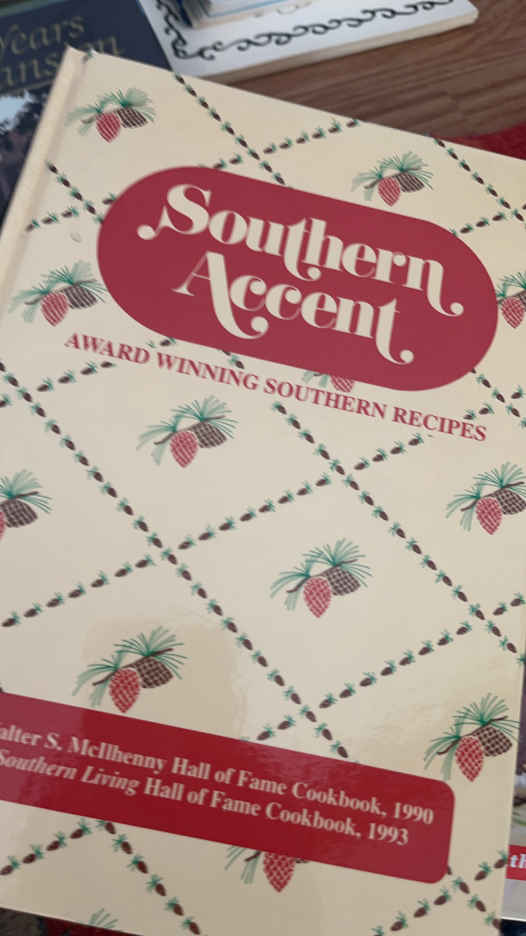 Years
Southern
Accent
AWARD WINNING SOUTHERN RECIPES
McIlhenny Hall of Fame Cookbook, 1990
Southern Living Hall of Fame Cookbook, 1993